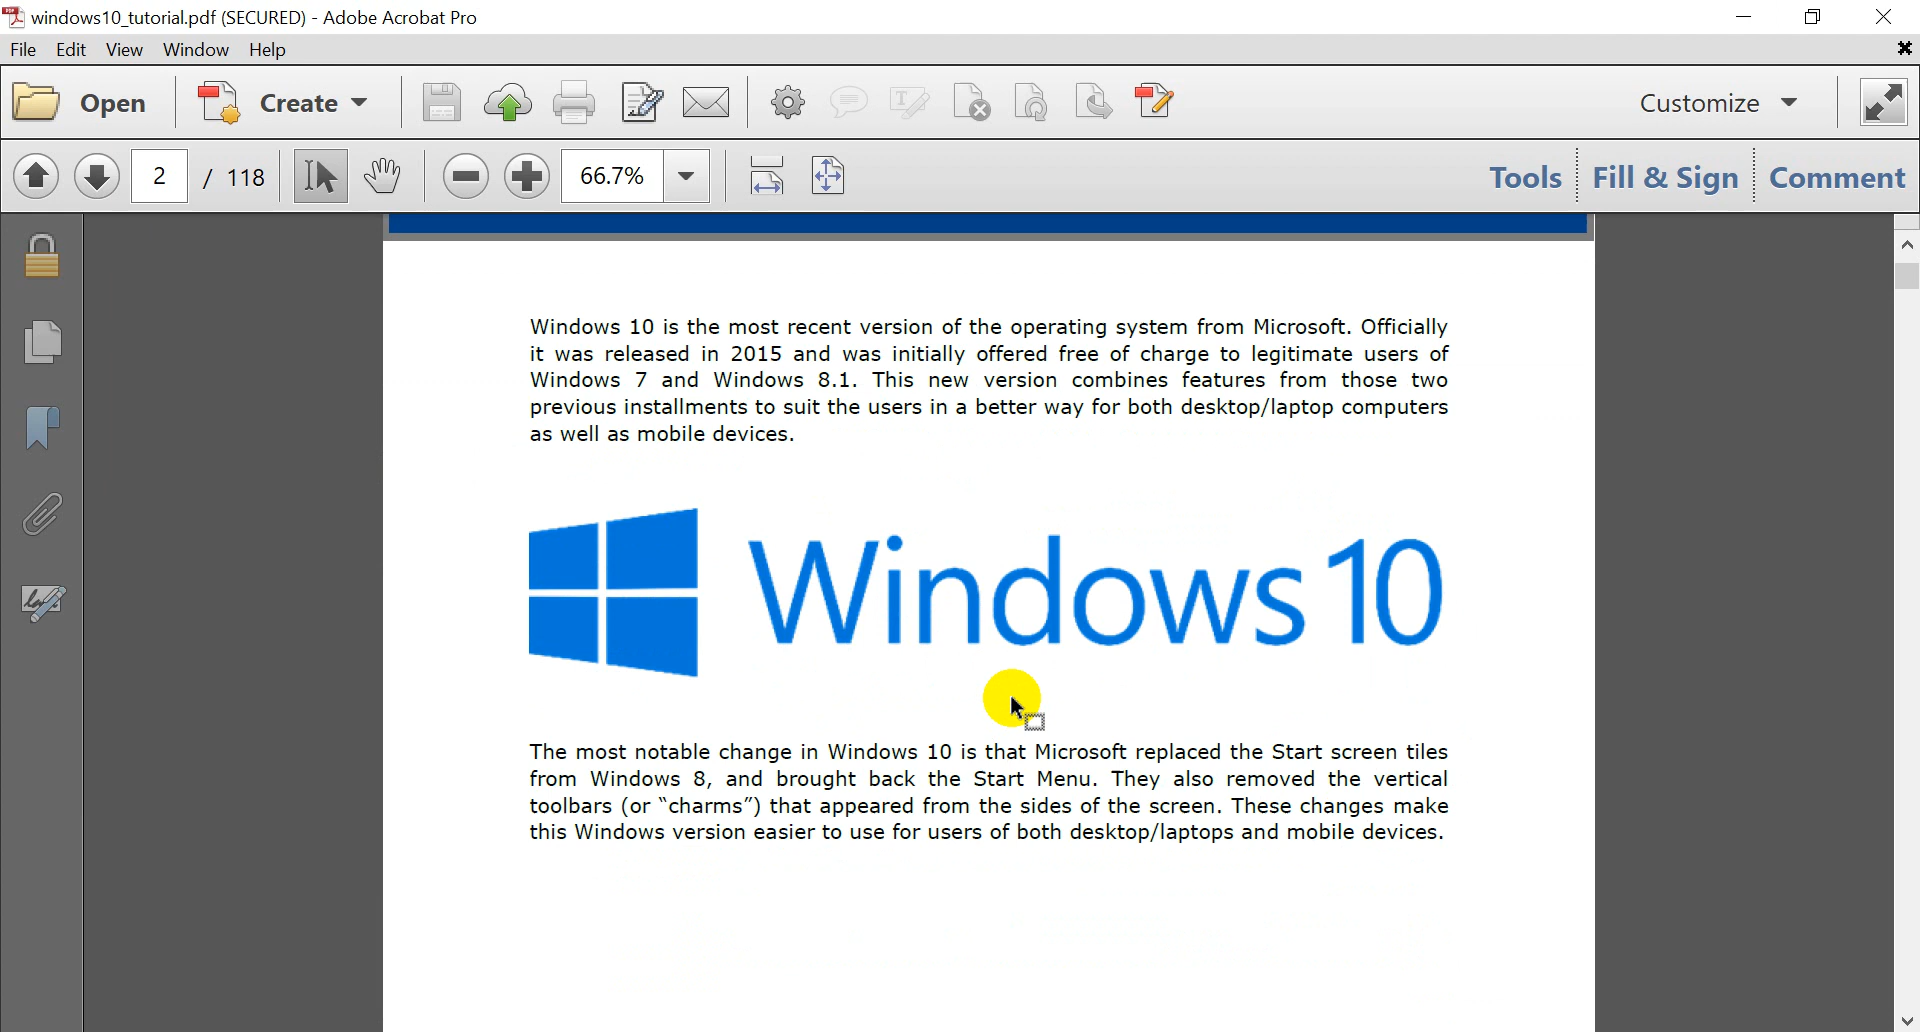 windows10_tutorial.pdf (SECURED) - Adobe Acrobat Pro
File Edit View Window Help
Open Create Customize
2 / 118 66.7% Tools Fill & Sign Comment
Windows 10 is the most recent version of the operating system from Microsoft. Officially
it was released in 2015 and was initially offered free of charge to legitimate users of
Windows 7 and Windows 8.1. This new version combines features from those two
previous installments to suit the users in a better way for both desktop/laptop computers
as well as mobile devices.
Windows 10
The most notable change in Windows 10 is that Microsoft replaced the Start screen tiles
from Windows 8, and brought back the Start Menu. They also removed the vertical
toolbars (or “charms”) that appeared from the sides of the screen. These changes make
this Windows version easier to use for users of both desktop/laptops and mobile devices.